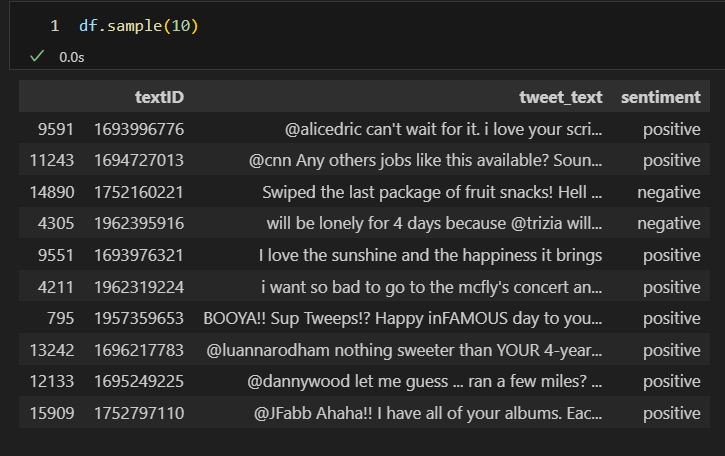 1 df.sample(10)
0.0s
textID tweet_text sentiment
9591 1693996776 @alicedric can't wait for it. i love your scri... positive
11243 1694727013 @cnn Any others jobs like this available? Soun... positive
14890 1752160221 Swiped the last package of fruit snacks! Hell ... negative
4305 1962395916 will be lonely for 4 days because @trizia will... negative
9551 1693976321 I love the sunshine and the happiness it brings positive
4211 1962319224 i want so bad to go to the mcfly's concert an... positive
795 1957359653 BOOYA!! Sup Tweeps!? Happy inFAMOUS day to you... positive
13242 1696217783 @luannarodham nothing sweeter than YOUR 4-year... positive
12133 1695249225 @dannywood let me guess ... ran a few miles? ... positive
15909 1752797110 @JFabb Ahaha!! I have all of your albums. Eac... positive